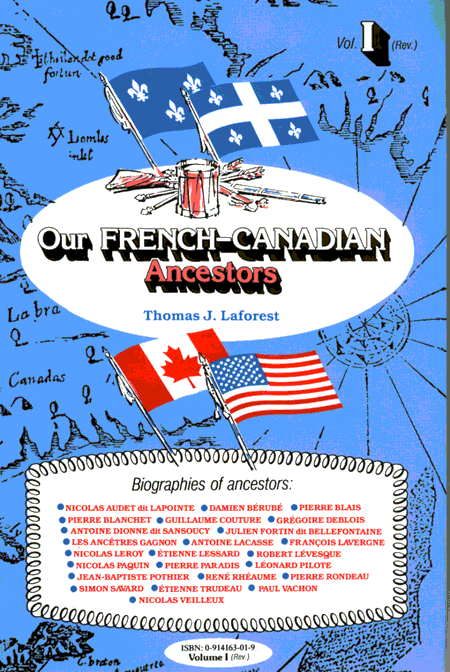 Vol. I (Rev.)
good
fortun
inlet
Our FRENCH-CANADIAN
Ancestors
Thomas J. Laforest
La bra
Canadas
Biographies of ancestors:
•NICOLAS AUDET dit LAPOINTE •DAMIEN BÉRUBÉ •PIERRE BLAIS
•PIERRE BLANCHET •GUILLAUME COUTURE •GRÉGOIRE DEBLOIS
•ANTOINE DIONNE dit SANSOUCY •JULIEN FORTIN dit BELLEFONTAINE
•LES ANCÊTRES GAGNON •ANTOINE LACASSE •FRANÇOIS LAVERGNE
•NICOLAS LEROY •ÉTIENNE LESSARD •ROBERT LÉVESQUE
•NICOLAS PAQUIN •PIERRE PARADIS •LÉONARD PILOTE
•JEAN-BAPTISTE POTHIER •RENÉ RHÉAUME •PIERRE RONDEAU
•SIMON SAVARD •ÉTIENNE TRUDEAU •PAUL VACHON
•NICOLAS VEILLEUX
ISBN: 0-914163-01-9
Volume I (Rev.)